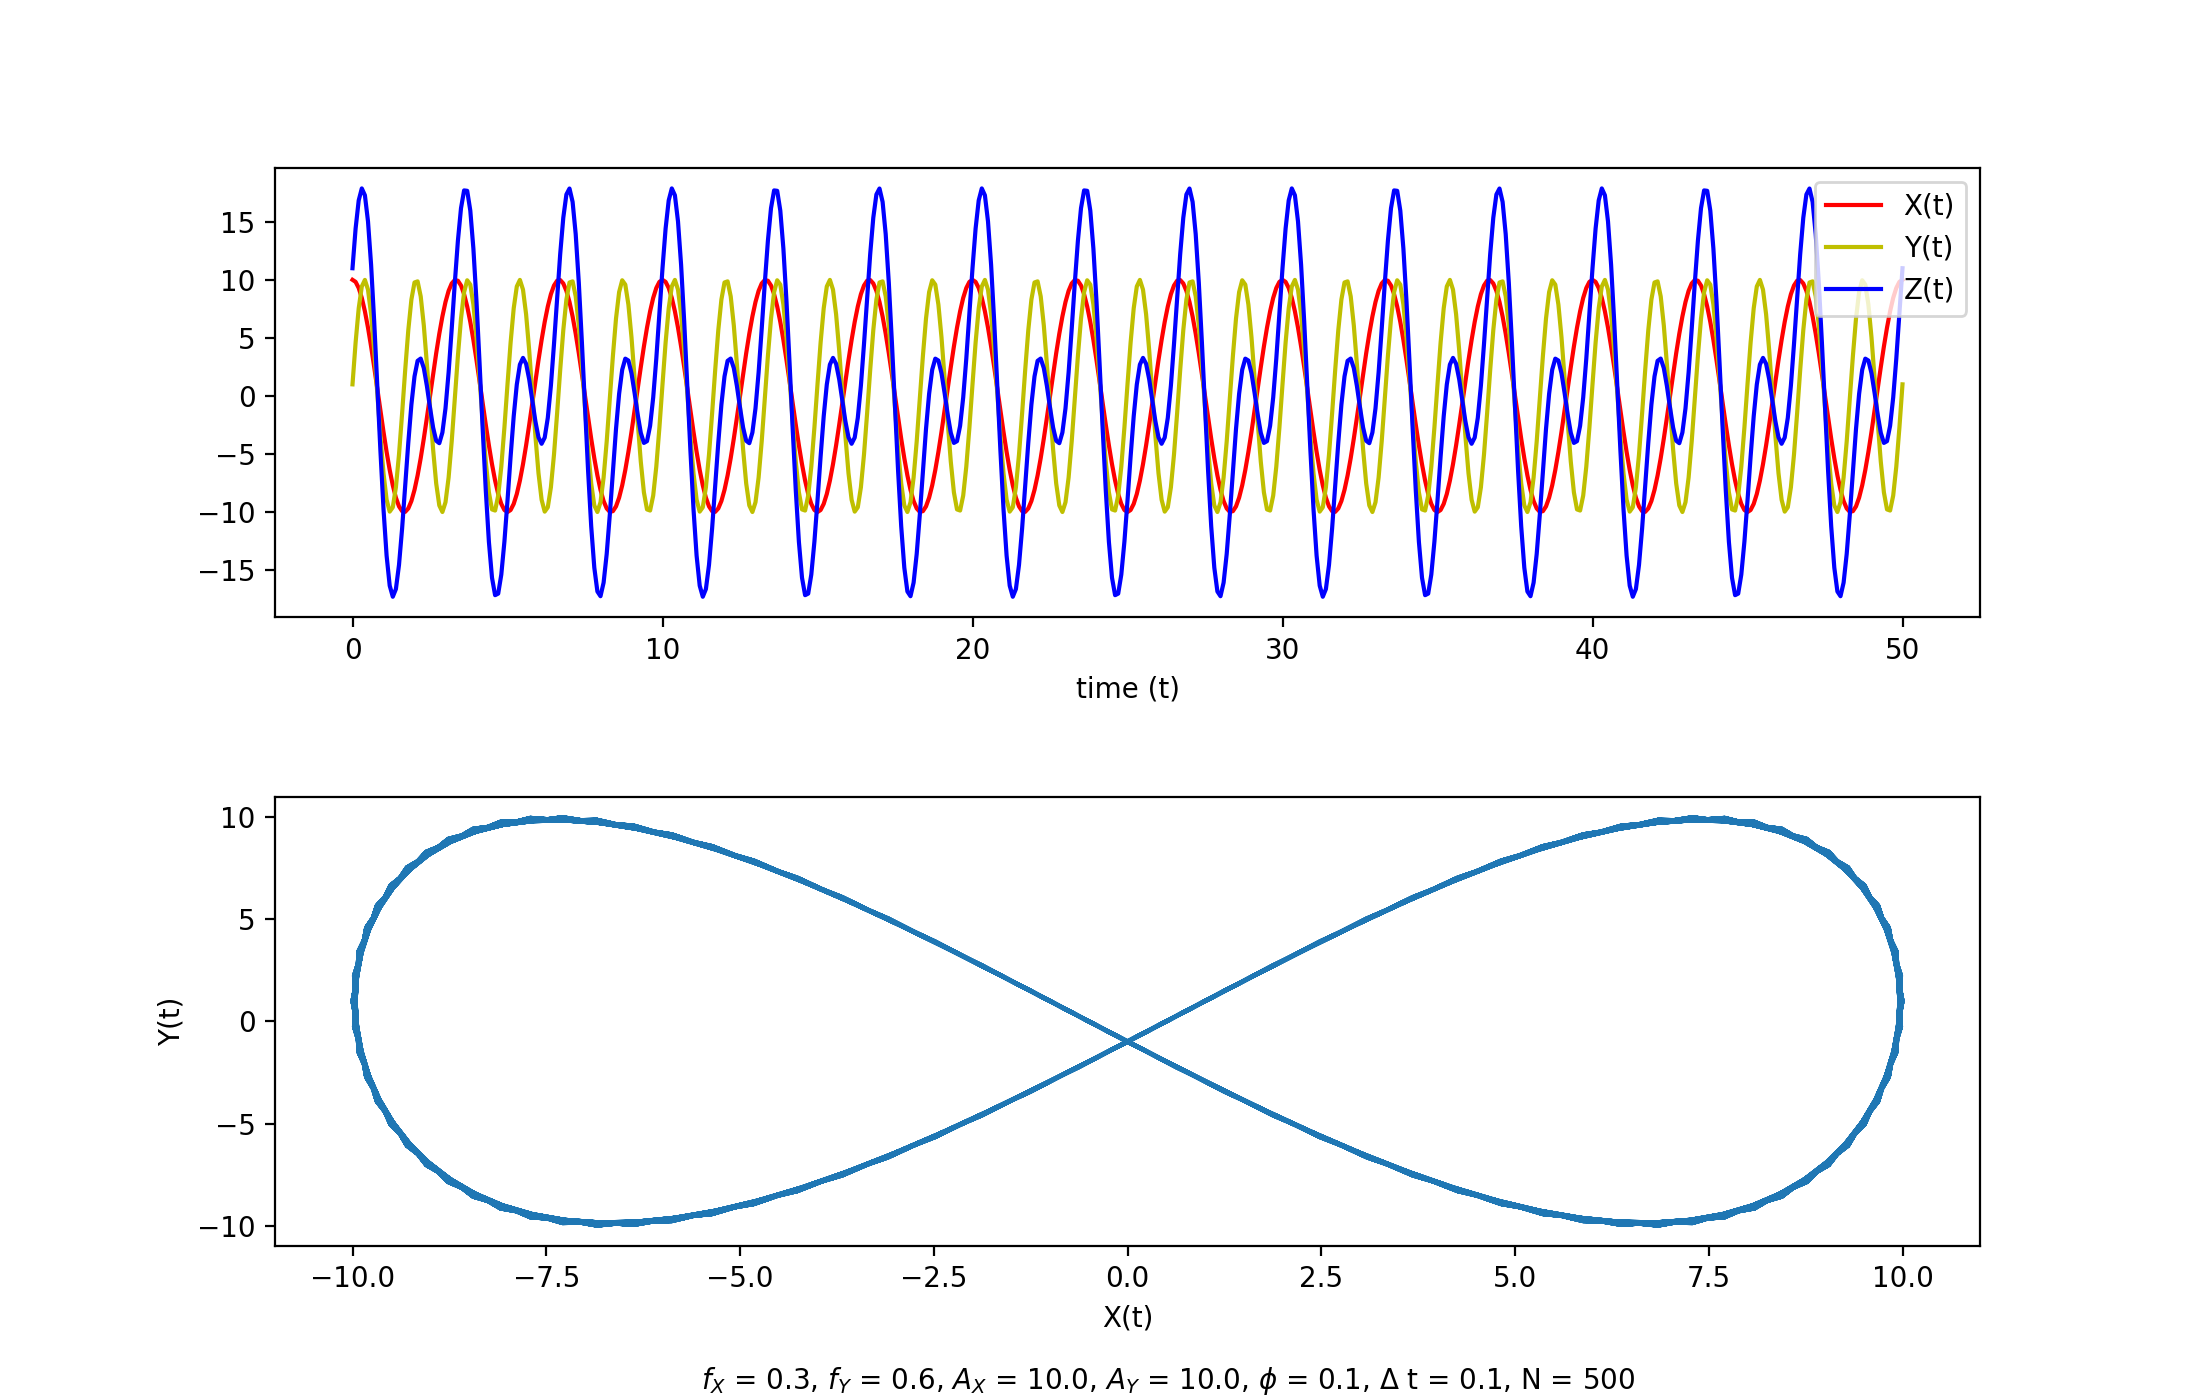 X(t)
Y(t)
Z(t)
15
10
5
0
−5
−10
−15
0 10 20 30 40 50
time (t)
10
5
0
−5
−10
Y(t)
−10.0 −7.5 −5.0 −2.5 0.0 2.5 5.0 7.5 10.0
X(t)
f_X = 0.3, f_Y = 0.6, A_X = 10.0, A_Y = 10.0, ϕ = 0.1, Δ t = 0.1, N = 500